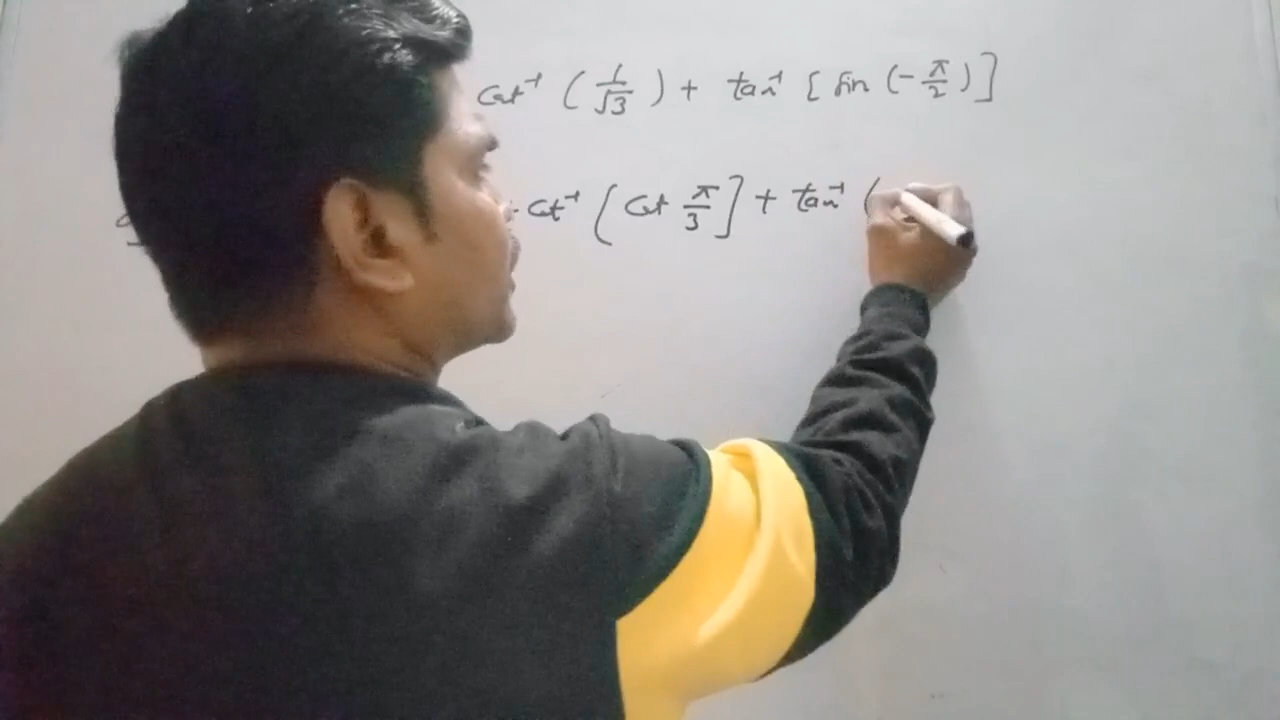 cot⁻¹ (1/√3) + tan⁻¹ [sin (-π/2)]
cot⁻¹ [cot π/3] + tan⁻¹ (